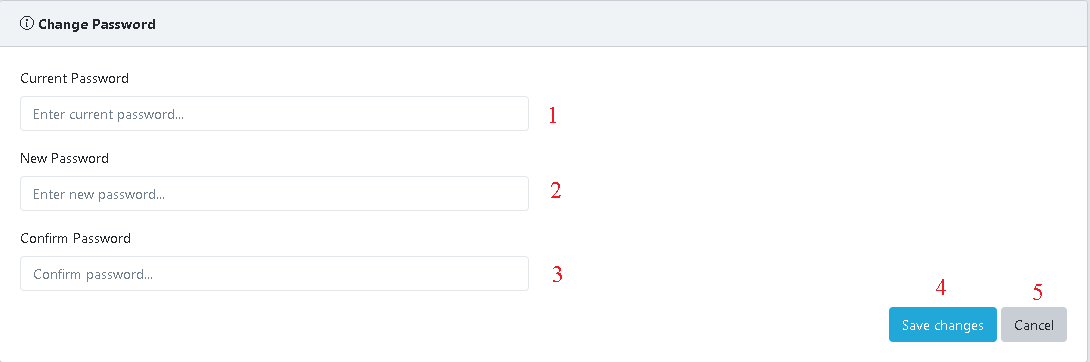 Change Password
Current Password
Enter current password...
1
New Password
Enter new password...
2
Confirm Password
Confirm password...
3
4
5
Save changes
Cancel